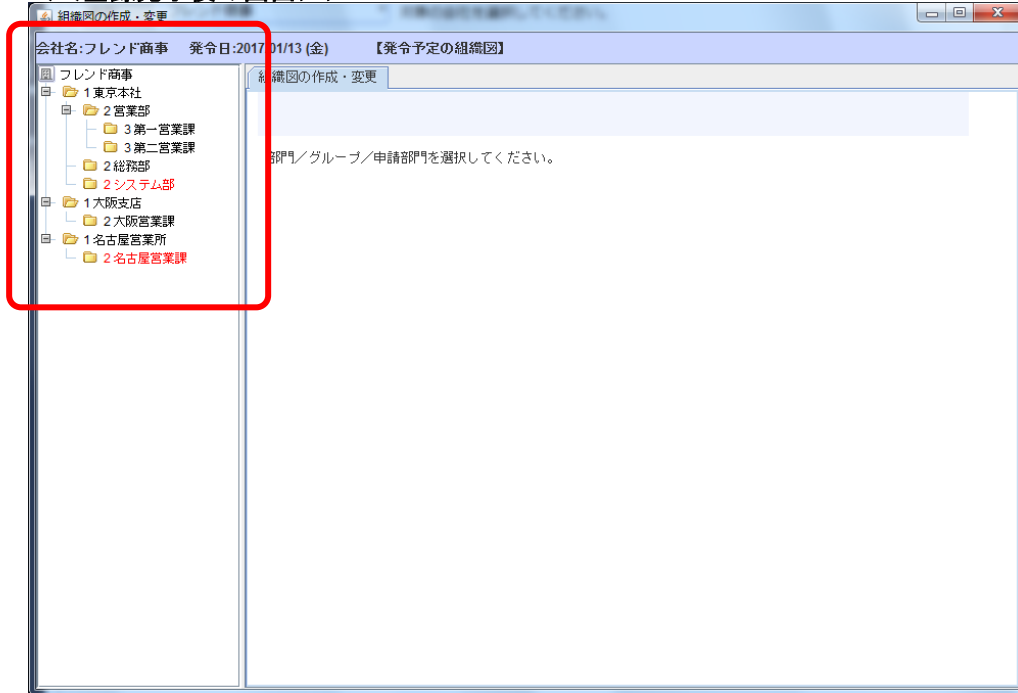 組織図の作成・変更
会社名:フレンド商事 発令日:2017/01/13 (金) 【発令予定の組織図】
フレンド商事
1 東京本社
2 営業部
3 第一営業課
3 第二営業課
2 総務部
2 システム部
1 大阪支店
2 大阪営業課
1 名古屋営業所
2 名古屋営業課
組織図の作成・変更
部門／グループ／申請部門を選択してください。